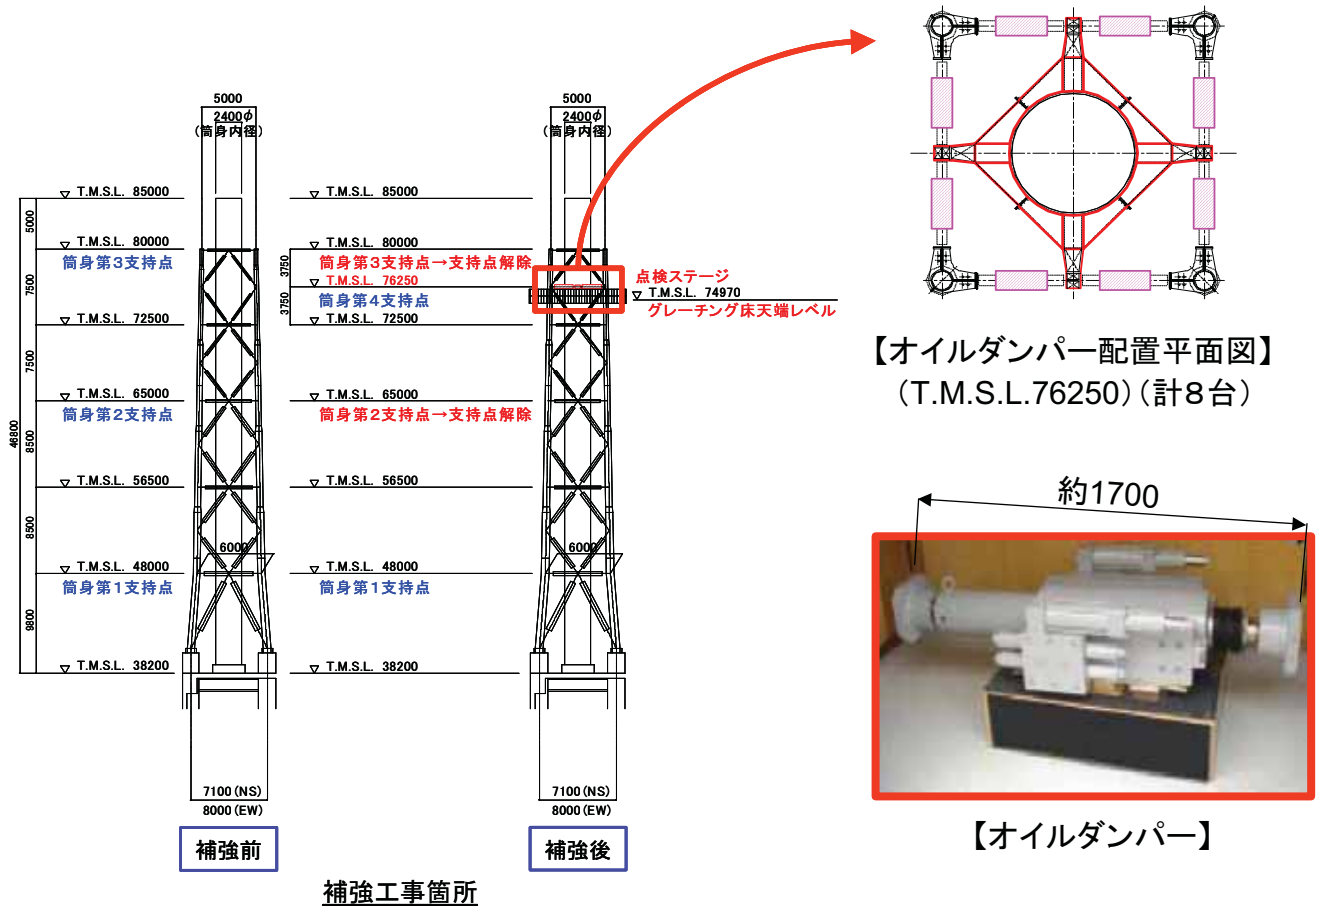 5000
2400φ
(筒身内径)
T.M.S.L. 85000
T.M.S.L. 80000
筒身第3支持点
T.M.S.L. 72500
T.M.S.L. 65000
筒身第2支持点
T.M.S.L. 56500
6000
T.M.S.L. 48000
筒身第1支持点
T.M.S.L. 38200
5000
7500
7500
8500
8500
9800
46800
7100(NS)
8000(EW)
補強前
5000
2400φ
(筒身内径)
T.M.S.L. 85000
T.M.S.L. 80000
筒身第3支持点→支持点解除
T.M.S.L. 76250
筒身第4支持点
T.M.S.L. 72500
3750
3750
点検ステージ
T.M.S.L. 74970
グレーチング床天端レベル
T.M.S.L. 65000
筒身第2支持点→支持点解除
T.M.S.L. 56500
6000
T.M.S.L. 48000
筒身第1支持点
T.M.S.L. 38200
7100(NS)
8000(EW)
補強後
補強工事箇所
【オイルダンパー配置平面図】
(T.M.S.L.76250)(計8台)
約1700
【オイルダンパー】